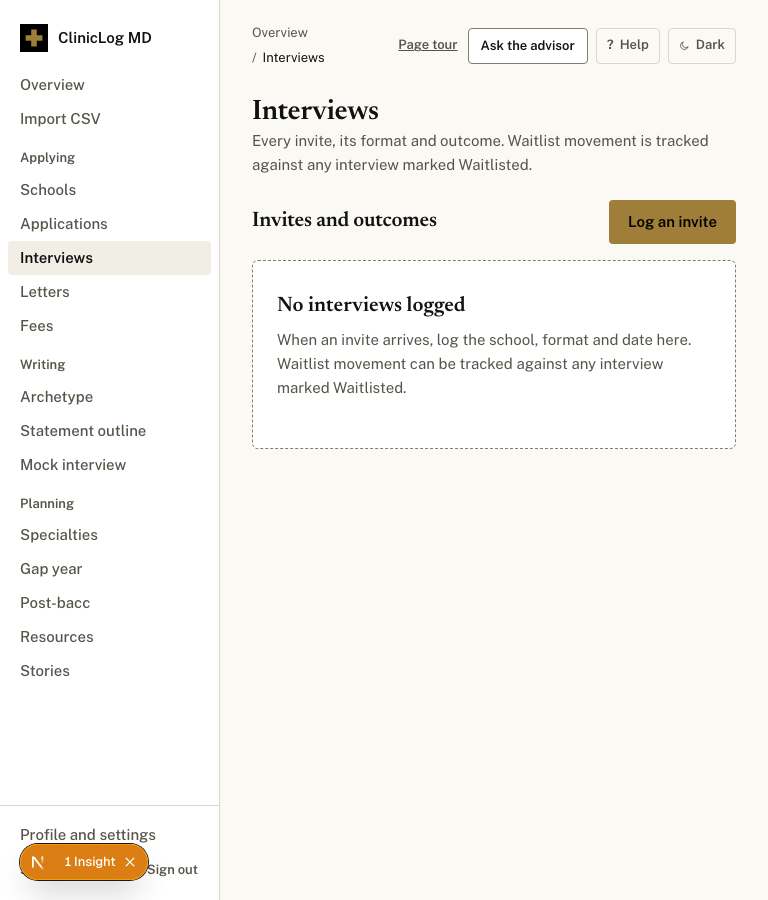 ClinicLog MD
Overview
Import CSV
Applying
Schools
Applications
Interviews
Letters
Fees
Writing
Archetype
Statement outline
Mock interview
Planning
Specialties
Gap year
Post-bacc
Resources
Stories
Profile and settings
1 Insight
Sign out
Overview
/ Interviews
Page tour
Ask the advisor
? Help
Dark
Interviews
Every invite, its format and outcome. Waitlist movement is tracked
against any interview marked Waitlisted.
Invites and outcomes
Log an invite
No interviews logged
When an invite arrives, log the school, format and date here.
Waitlist movement can be tracked against any interview
marked Waitlisted.